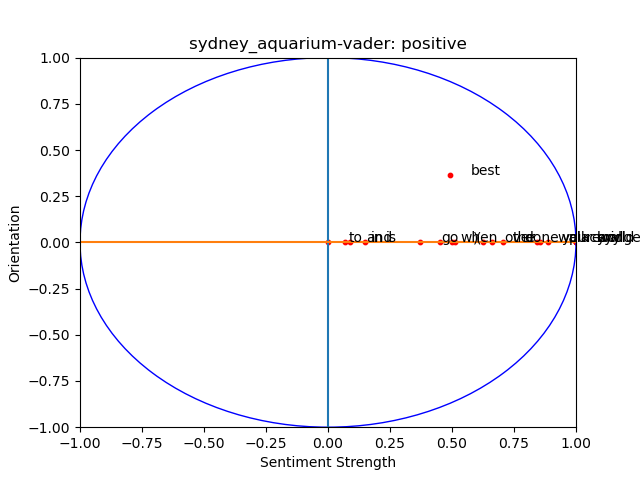 sydney_aquarium-vader: positive
Orientation
1.00
0.75
0.50
0.25
0.00
−0.25
−0.50
−0.75
−1.00
best
to and is go when
−1.00 −0.75 −0.50 −0.25 0.00 0.25 0.50 0.75 1.00
Sentiment Strength